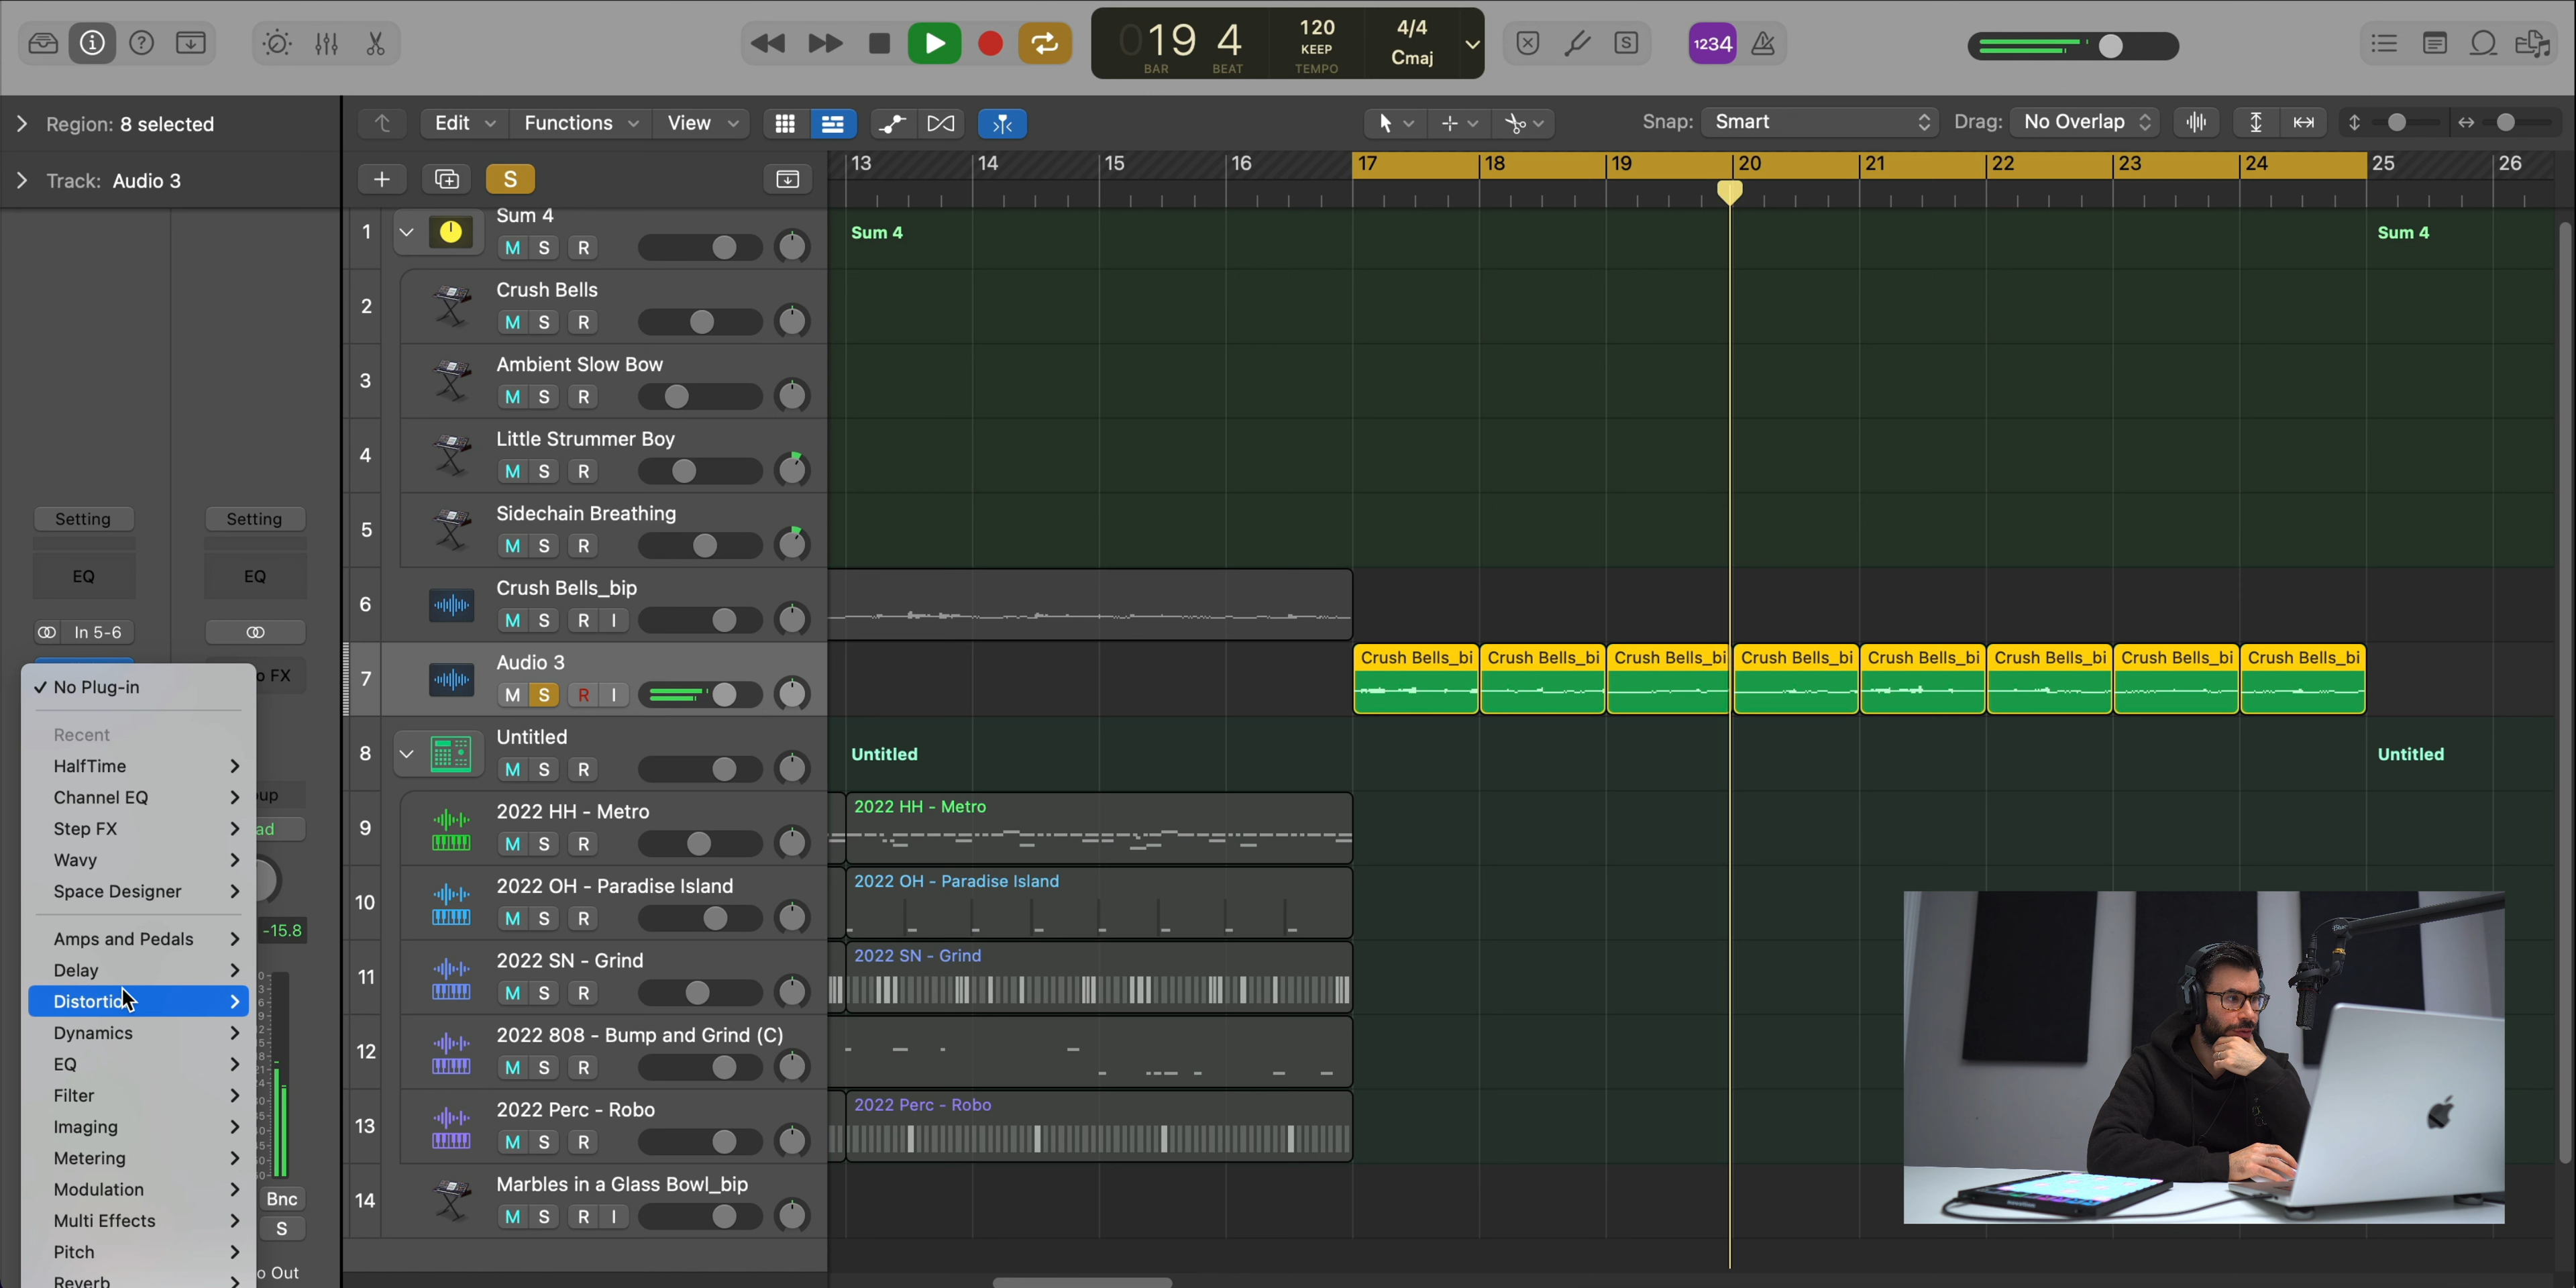 019 4
BAR BEAT
120
KEEP
TEMPO
4/4
Cmaj
S
1234
Region: 8 selected
Edit Functions View
Snap: Smart
Drag: No Overlap
Track: Audio 3
S
13 14 15 16 17 18 19 20 21 22 23 24 25 26
1 Sum 4
M S R
Sum 4 Sum 4
2 Crush Bells
M S R
3 Ambient Slow Bow
M S R
4 Little Strummer Boy
M S R
5 Sidechain Breathing
M S R
6 Crush Bells_bip
M S R I
7 Audio 3
M S R I
Crush Bells_bi Crush Bells_bi Crush Bells_bi Crush Bells_bi Crush Bells_bi Crush Bells_bi Crush Bells_bi Crush Bells_bi
8 Untitled
M S R
Untitled Untitled
9 2022 HH - Metro
M S R
2022 HH - Metro
10 2022 OH - Paradise Island
M S R
2022 OH - Paradise Island
11 2022 SN - Grind
M S R
2022 SN - Grind
12 2022 808 - Bump and Grind (C)
M S R
13 2022 Perc - Robo
M S R
2022 Perc - Robo
14 Marbles in a Glass Bowl_bip
M S R I
Setting Setting
EQ EQ
In 5-6
o FX
✓ No Plug-in
Recent
HalfTime
Channel EQ
Step FX
Wavy
Space Designer
Amps and Pedals
Delay
Distortio
Dynamics
EQ
Filter
Imaging
Metering
Modulation
Multi Effects
Pitch
Reverb
oup
ad
-15.8
Bnc
S
o Out